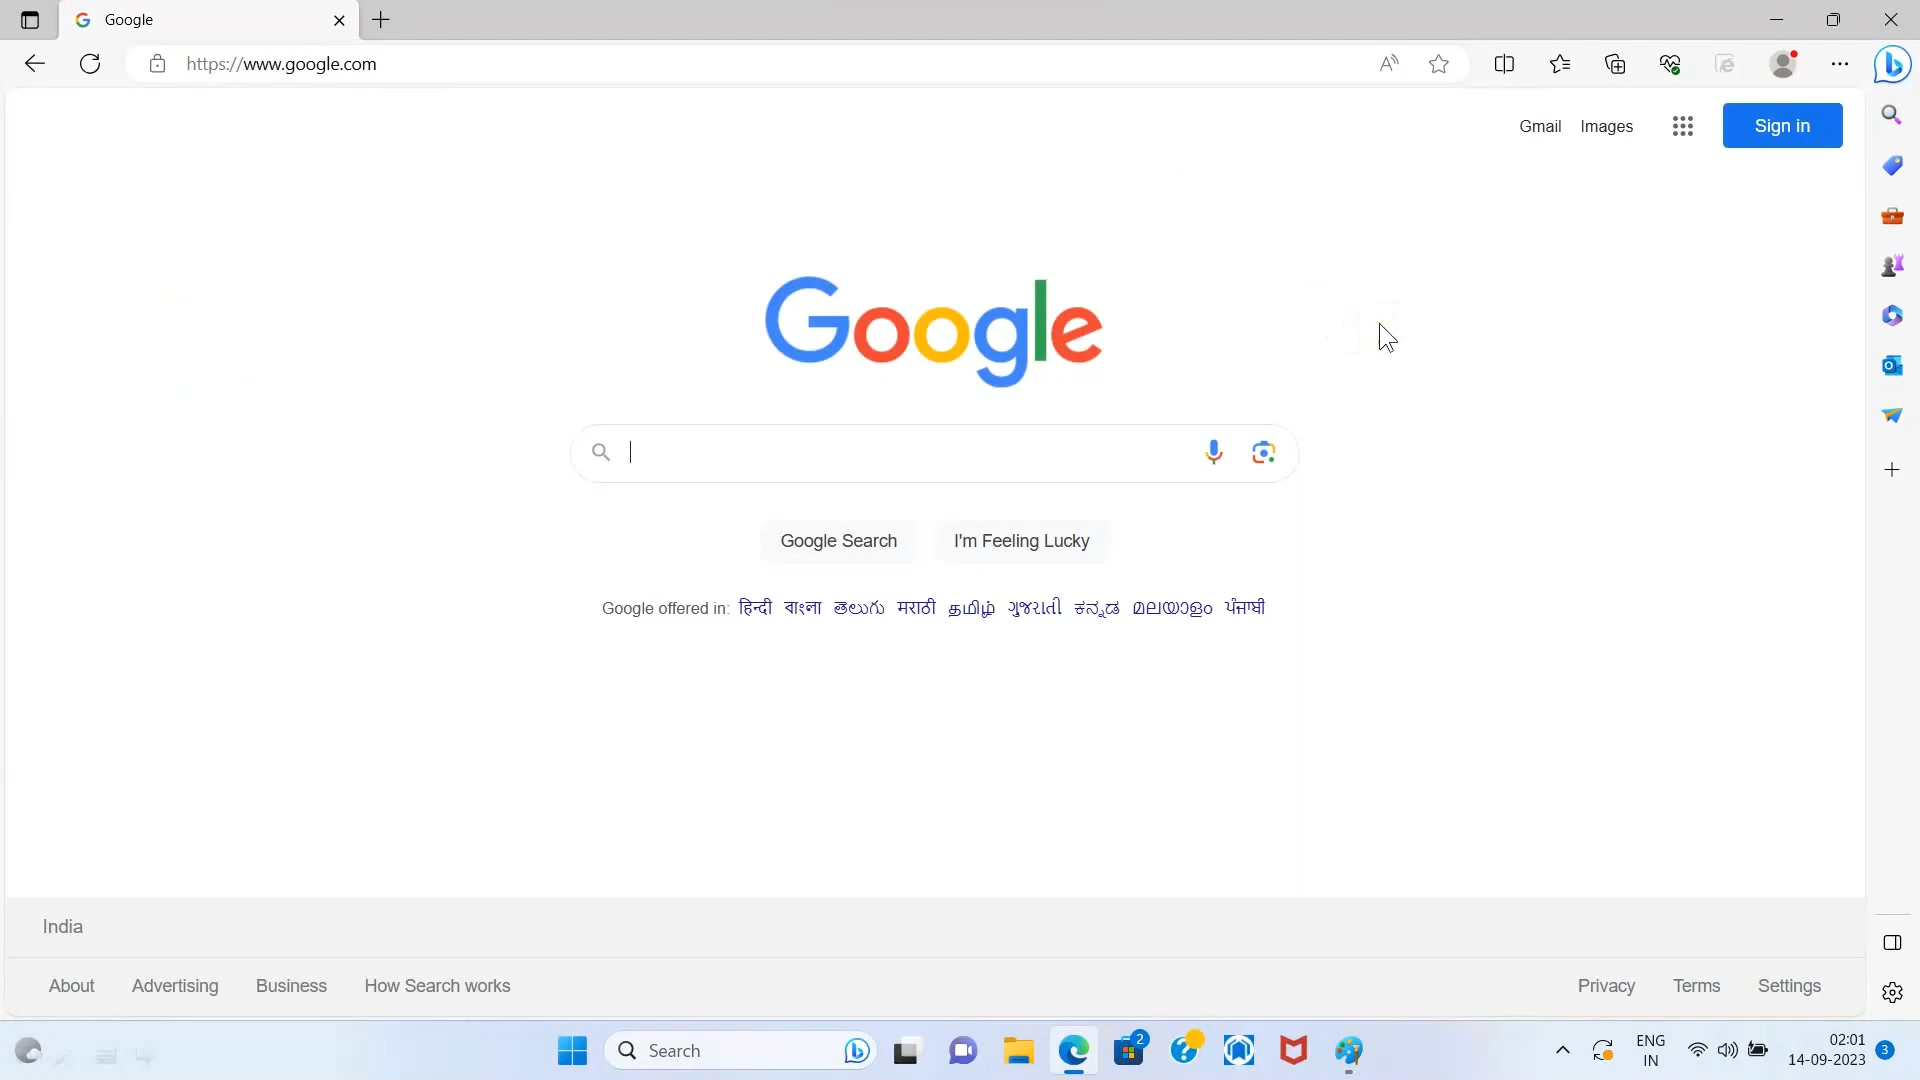 Google
https://www.google.com
Gmail Images Sign in
Google
Google Search I'm Feeling Lucky
Google offered in: हिन्दी বাংলা తెలుగు मराठी தமிழ் ગુજરાતી ಕನ್ನಡ മലയാളം ਪੰਜਾਬੀ
India
About Advertising Business How Search works Privacy Terms Settings
Search 2 ENG IN 02:01 14-09-2023 3